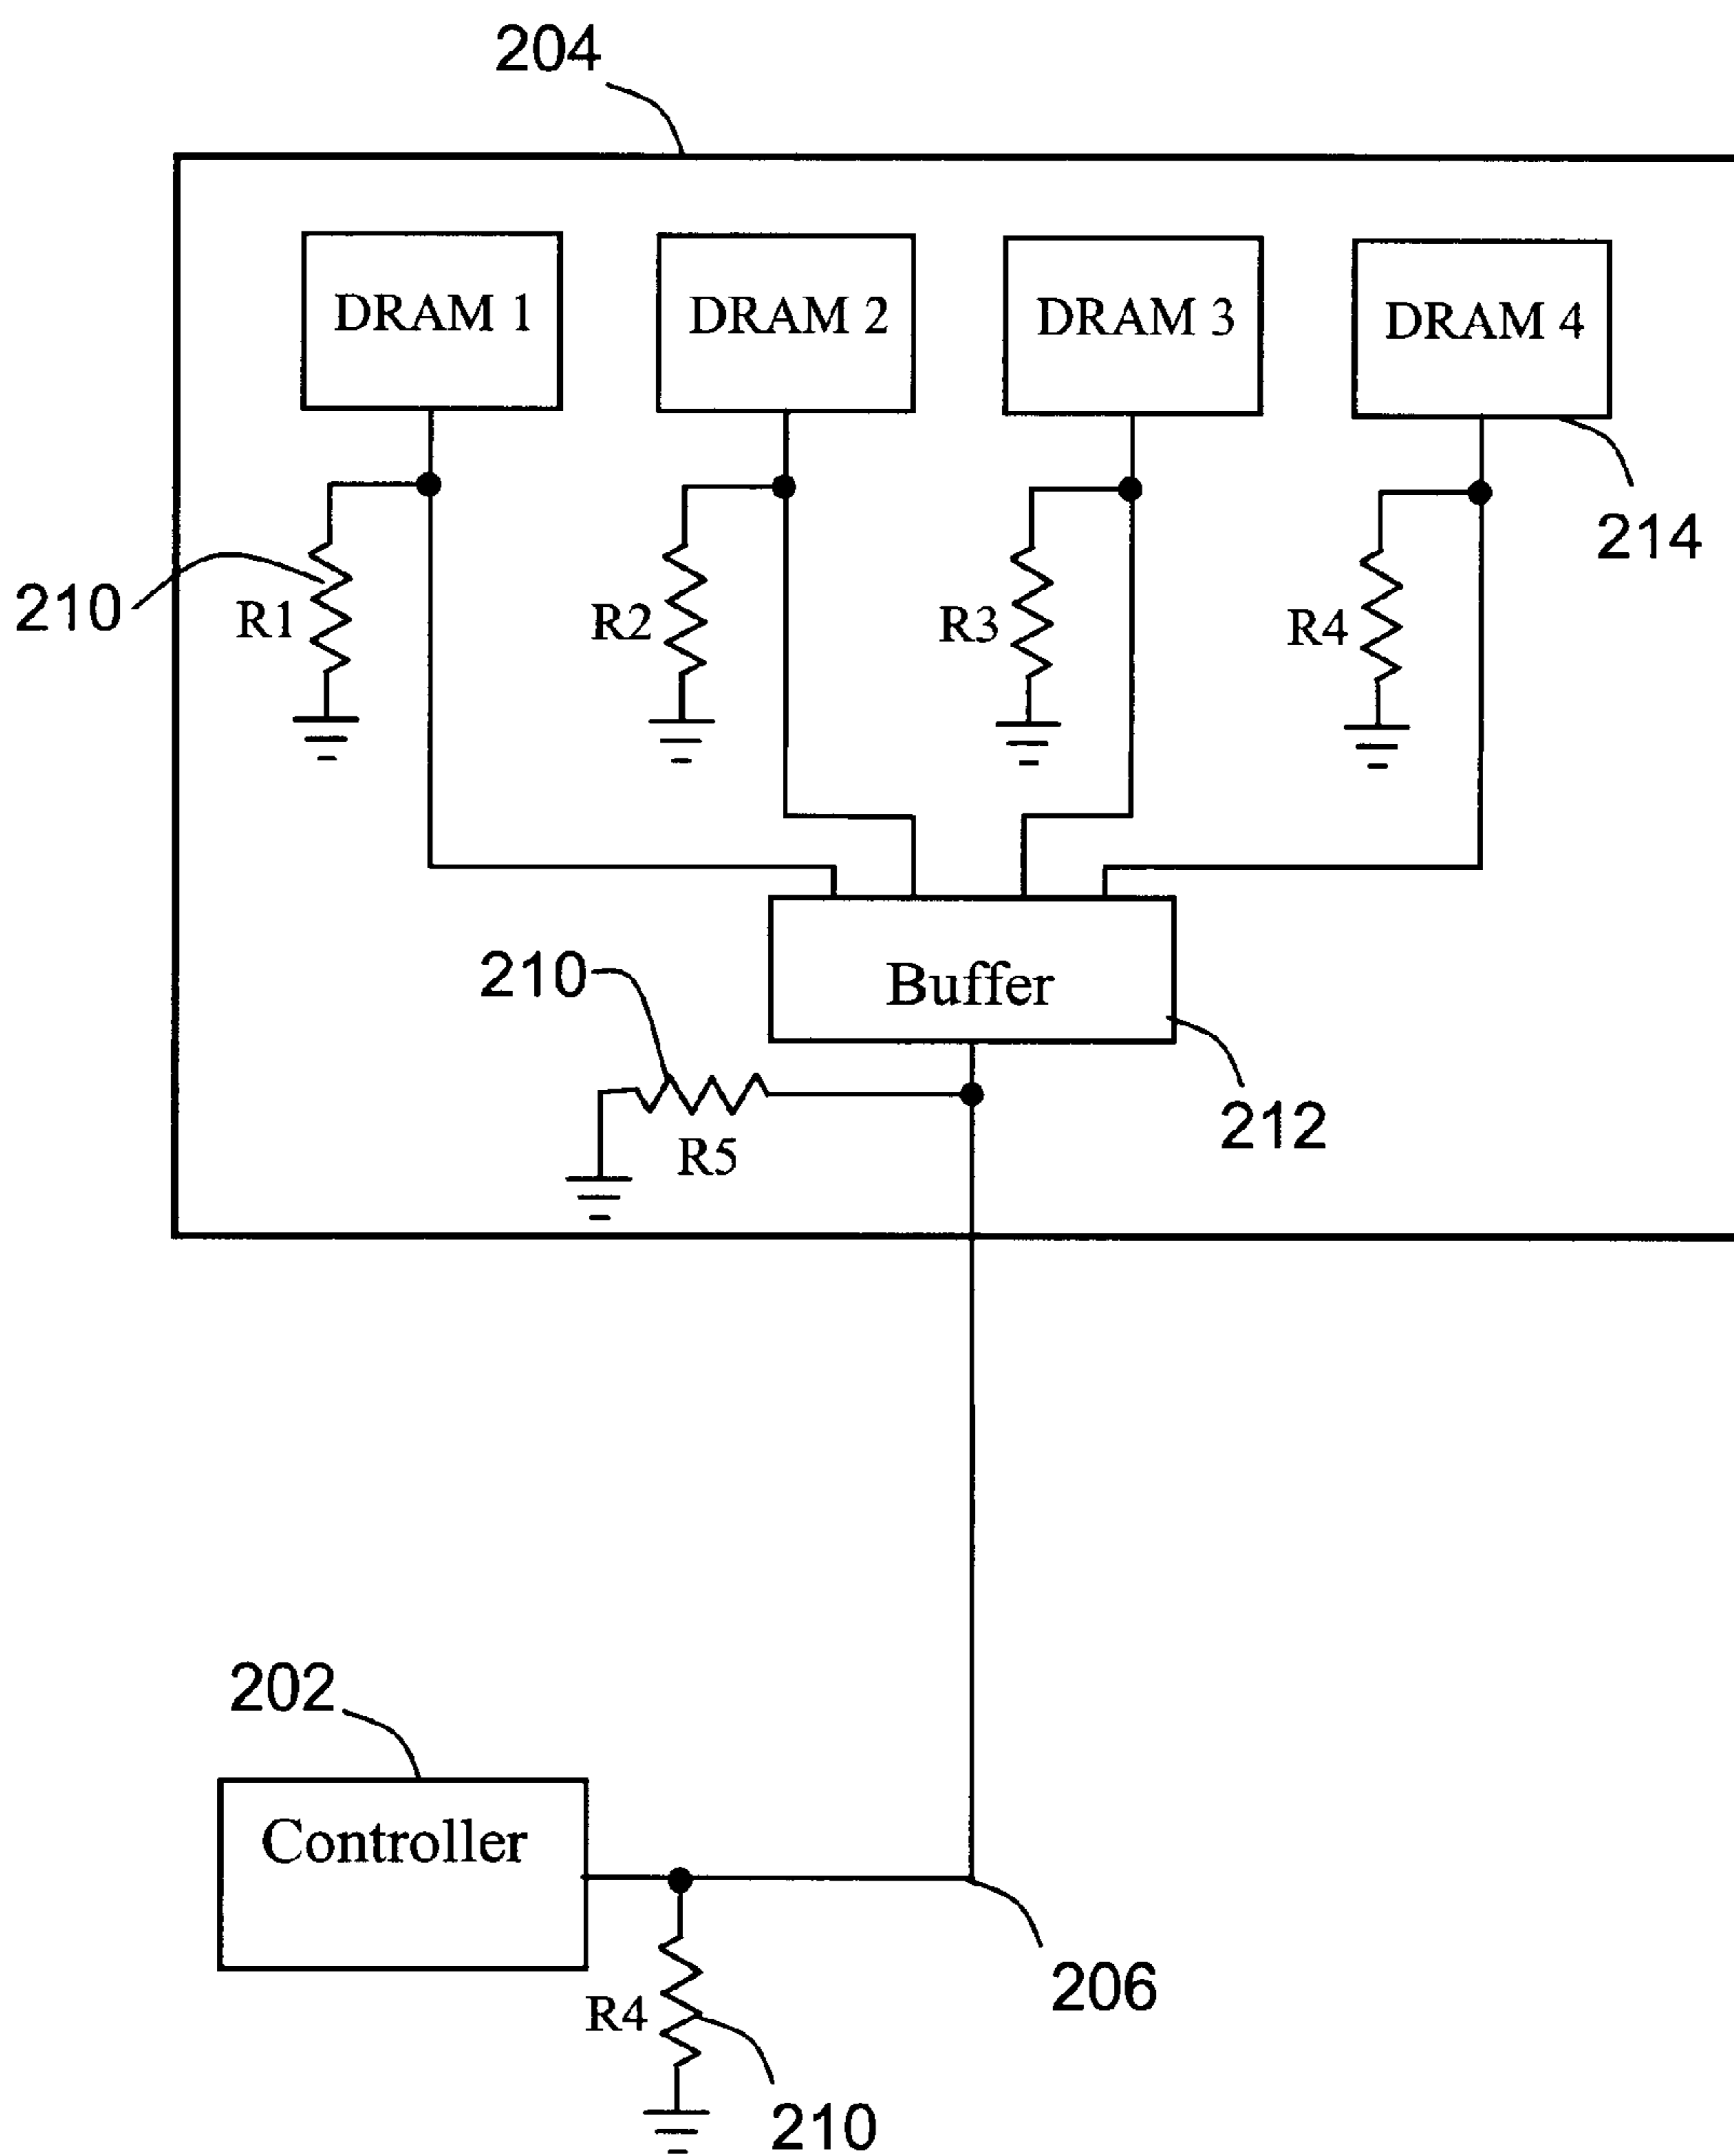 204
DRAM 1
DRAM 2
DRAM 3
DRAM 4
214
210
R1
R2
R3
R4
210
Buffer
R5
212
202
Controller
206
R4
210